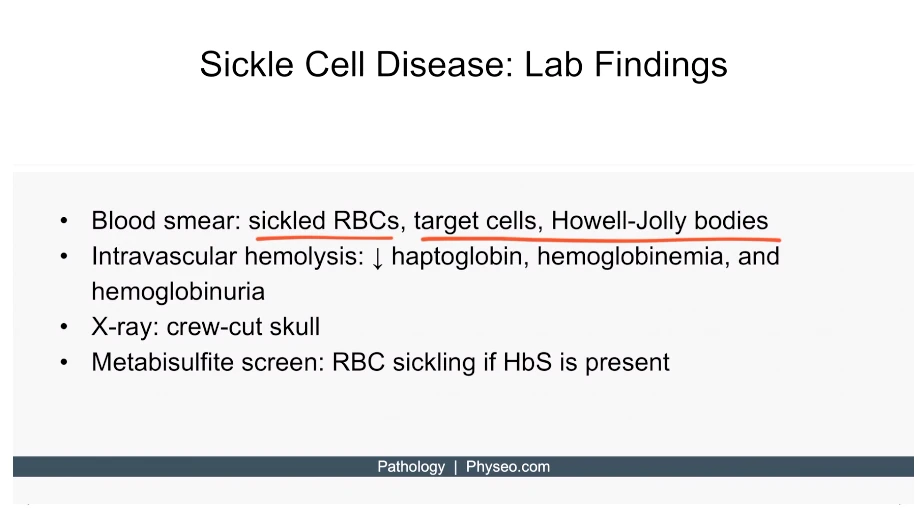 Sickle Cell Disease: Lab Findings
• Blood smear: sickled RBCs, target cells, Howell-Jolly bodies
• Intravascular hemolysis: ↓ haptoglobin, hemoglobinemia, and
hemoglobinuria
• X-ray: crew-cut skull
• Metabisulfite screen: RBC sickling if HbS is present
Pathology | Physeo.com